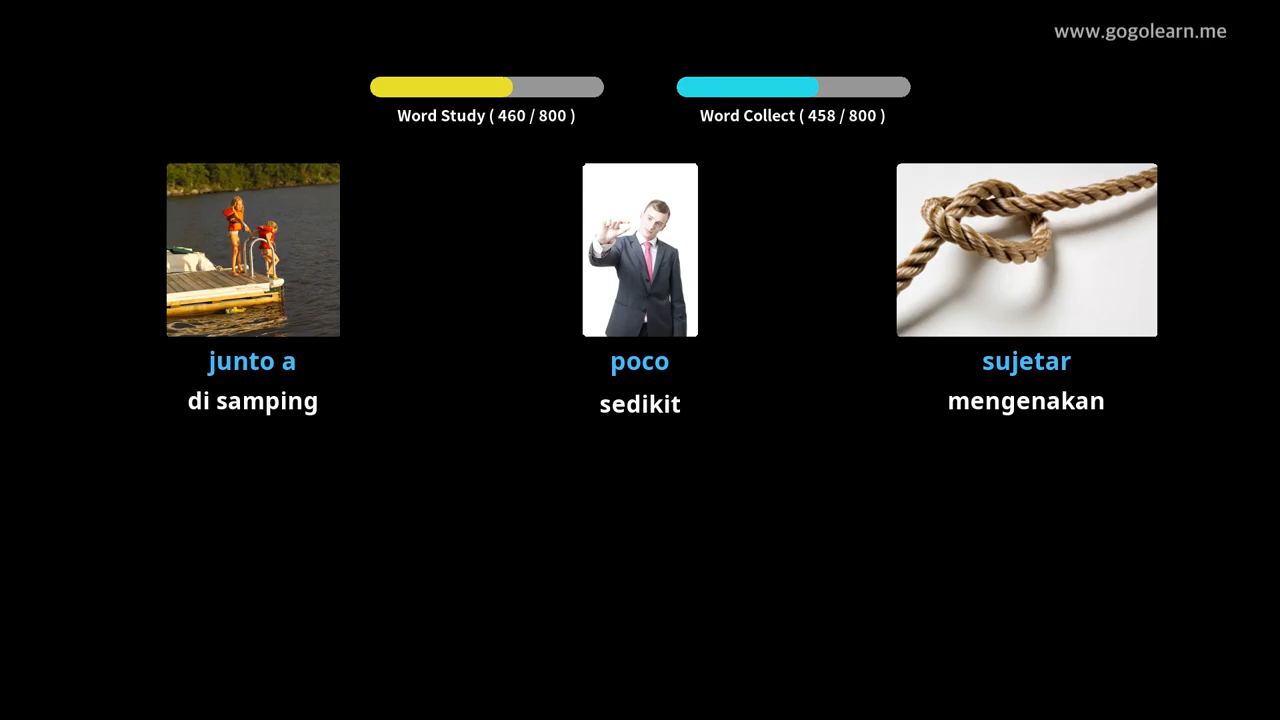 www.gogolearn.me
Word Study ( 460 / 800 )
Word Collect ( 458 / 800 )
junto a
di samping
poco
sedikit
sujetar
mengenakan